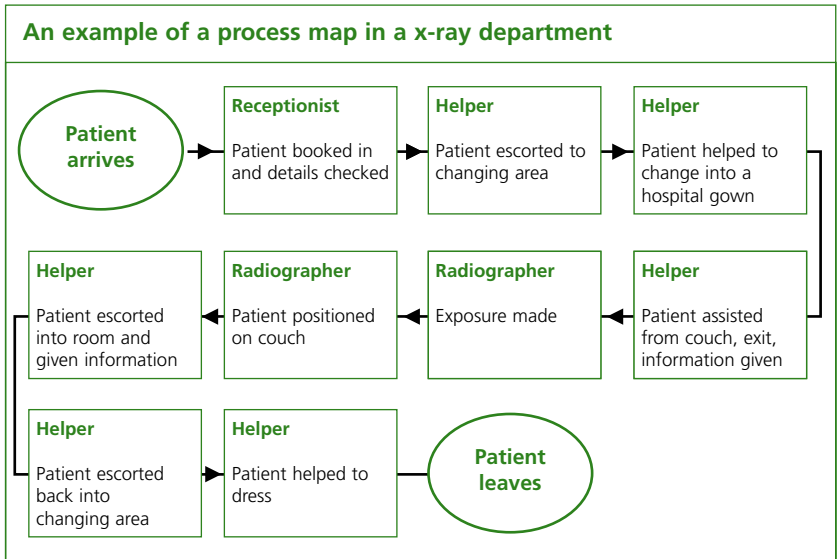 An example of a process map in a x-ray department
Patient
arrives
Receptionist
Patient booked in
and details checked
Helper
Patient escorted to
changing area
Helper
Patient helped to
change into a
hospital gown
Helper
Patient escorted
into room and
given information
Radiographer
Patient positioned
on couch
Radiographer
Exposure made
Helper
Patient assisted
from couch, exit,
information given
Helper
Patient escorted
back into
changing area
Helper
Patient helped to
dress
Patient
leaves